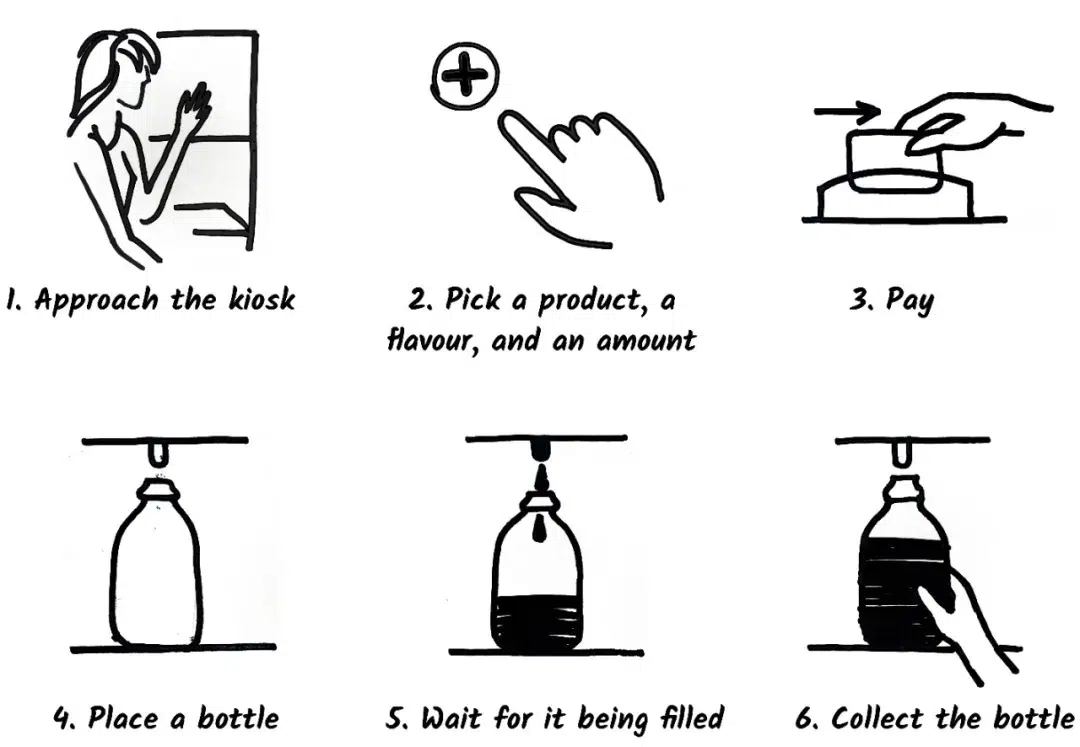 1. Approach the kiosk
2. Pick a product, a
flavour, and an amount
3. Pay
4. Place a bottle
5. Wait for it being filled
6. Collect the bottle